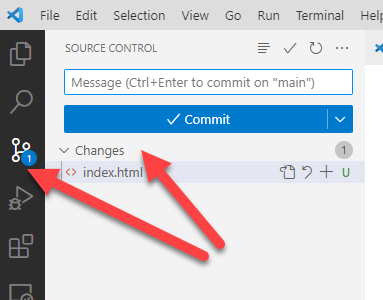 File Edit Selection View Go Run Terminal Help
SOURCE CONTROL
Message (Ctrl+Enter to commit on "main")
Commit
1
Changes 1
index.html U